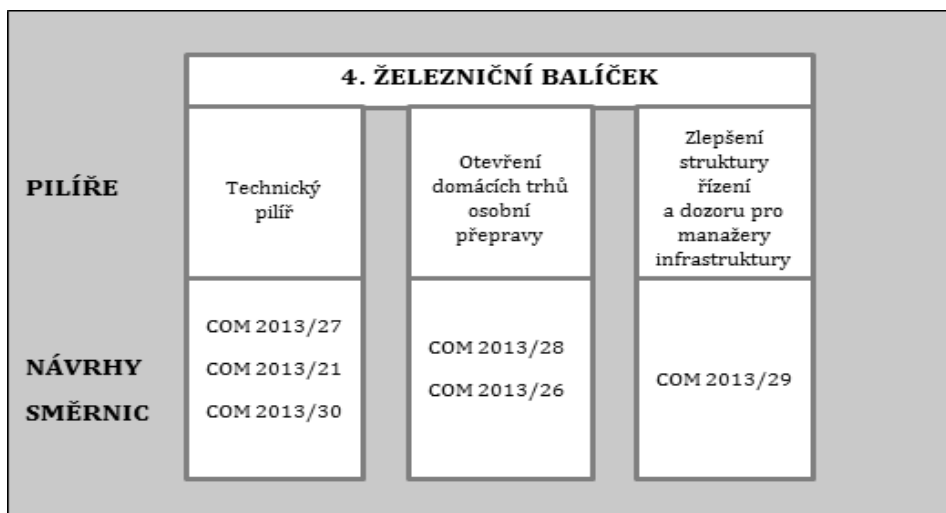 4. ŽELEZNIČNÍ BALÍČEK
PILÍŘE
Technický
pilíř
Otevření
domácích trhů
osobní
přepravy
Zlepšení
struktury
řízení
a dozoru pro
manažery
infrastruktury
NÁVRHY
SMĚRNIC
COM 2013/27
COM 2013/21
COM 2013/30
COM 2013/28
COM 2013/26
COM 2013/29